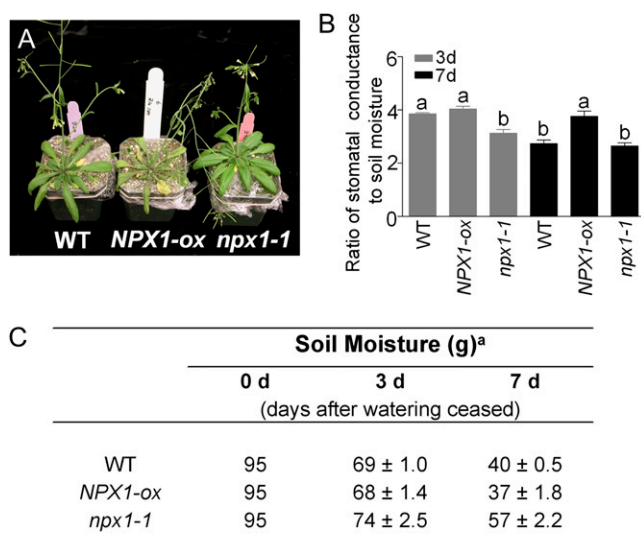 A
WT NPX1-ox npx1-1
B
Ratio of stomatal conductance
to soil moisture
6
4
2
0
3d
7d
a
a
b
b
a
b
WT
NPX1-ox
npx1-1
WT
NPX1-ox
npx1-1
C
Soil Moisture (g)a
0 d 3 d 7 d
(days after watering ceased)
WT 95 69 ± 1.0 40 ± 0.5
NPX1-ox 95 68 ± 1.4 37 ± 1.8
npx1-1 95 74 ± 2.5 57 ± 2.2